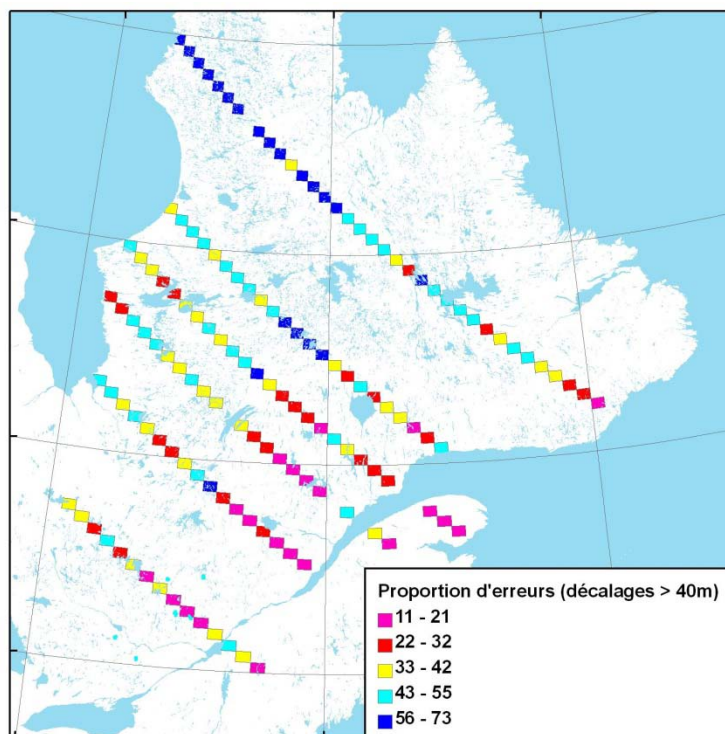 Proportion d'erreurs (décalages > 40m)
11 - 21
22 - 32
33 - 42
43 - 55
56 - 73